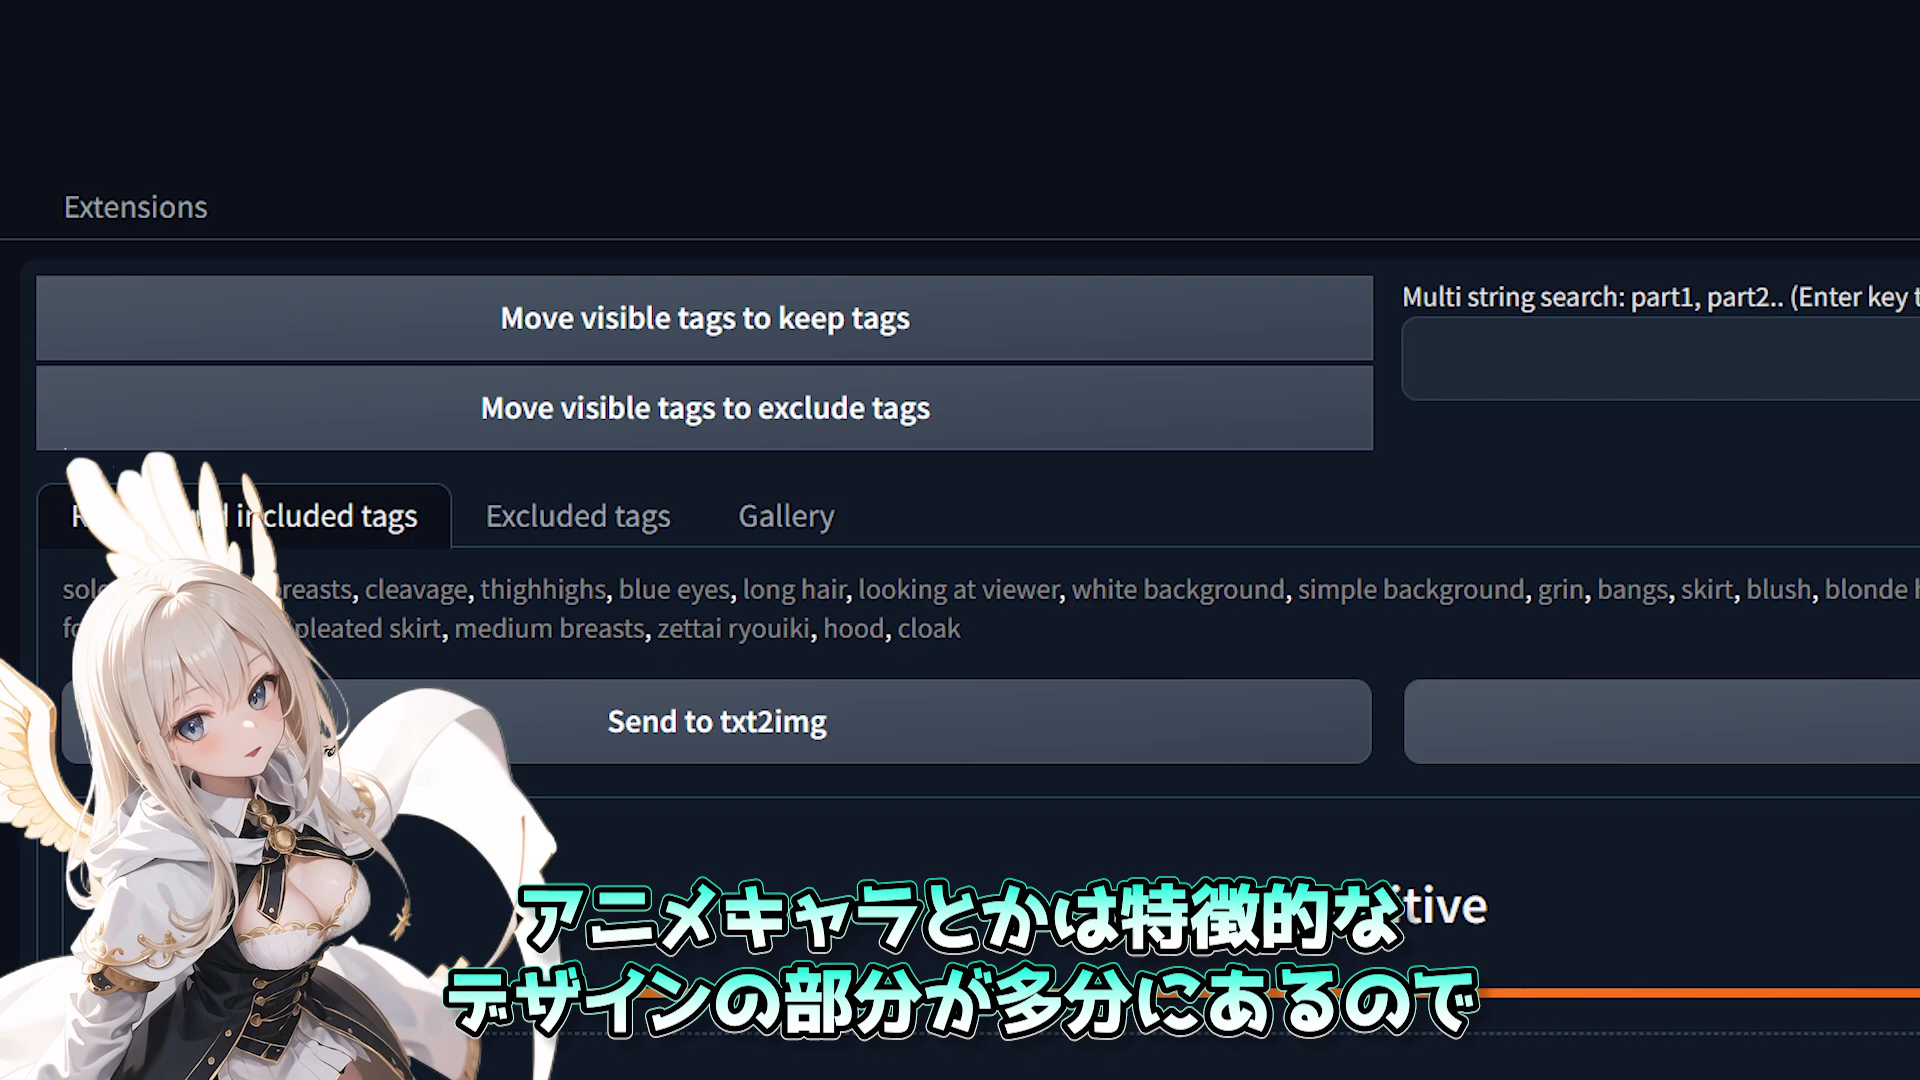 Extensions
Move visible tags to keep tags
Multi string search: part1, part2.. (Enter key
Move visible tags to exclude tags
included tags
Excluded tags
Gallery
cleavage, thighhighs, blue eyes, long hair, looking at viewer, white background, simple background, grin, bangs, skirt, blush, blonde
pleated skirt, medium breasts, zettai ryouiki, hood, cloak
Send to txt2img
アニメキャラとかは特徴的な
デザインの部分が多分にあるので